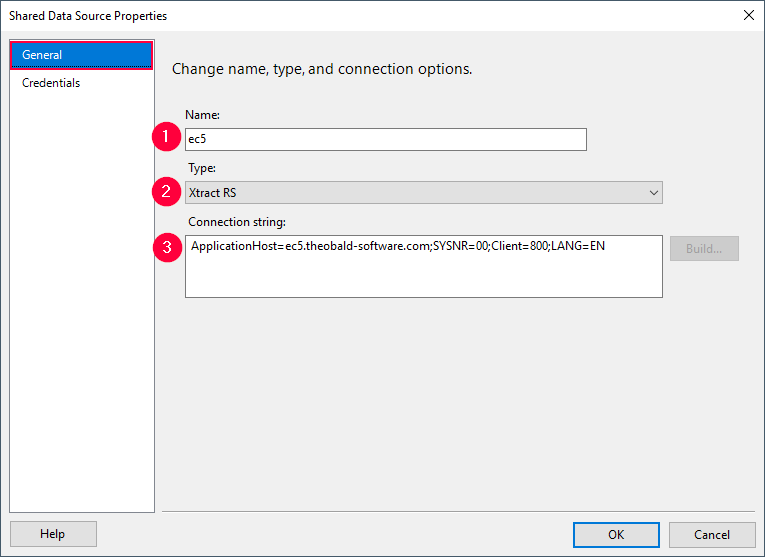 Shared Data Source Properties
General
Credentials
Change name, type, and connection options.
Name:
1
ec5
Type:
2
Xtract RS
Connection string:
3
ApplicationHost=ec5.theobald-software.com;SYSNR=00;Client=800;LANG=EN
Build...
Help
OK
Cancel